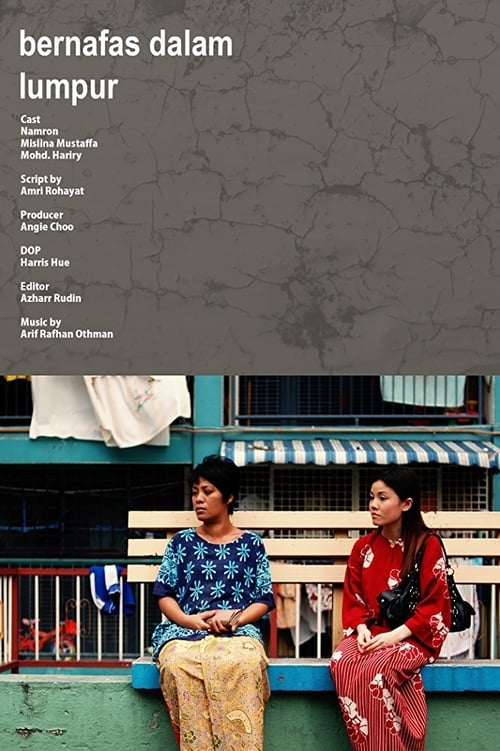 bernafas dalam
lumpur
Cast
Namron
Mislina Mustaffa
Mohd. Hariry
Script by
Amri Rohayat
Producer
Angie Choo
DOP
Harris Hue
Editor
Azharr Rudin
Music by
Arif Rafhan Othman